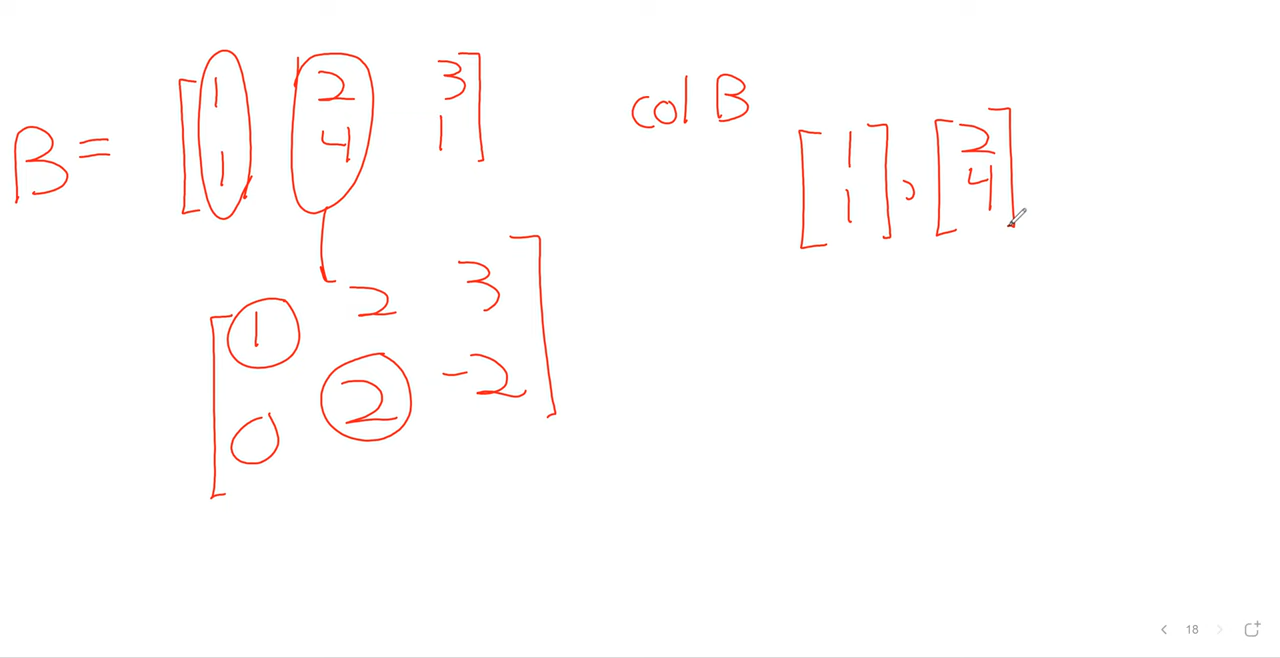 B = [1 2 3
1 4 1]
col B
[1
1], [2
4]
[1 2 3
0 2 -2]
18